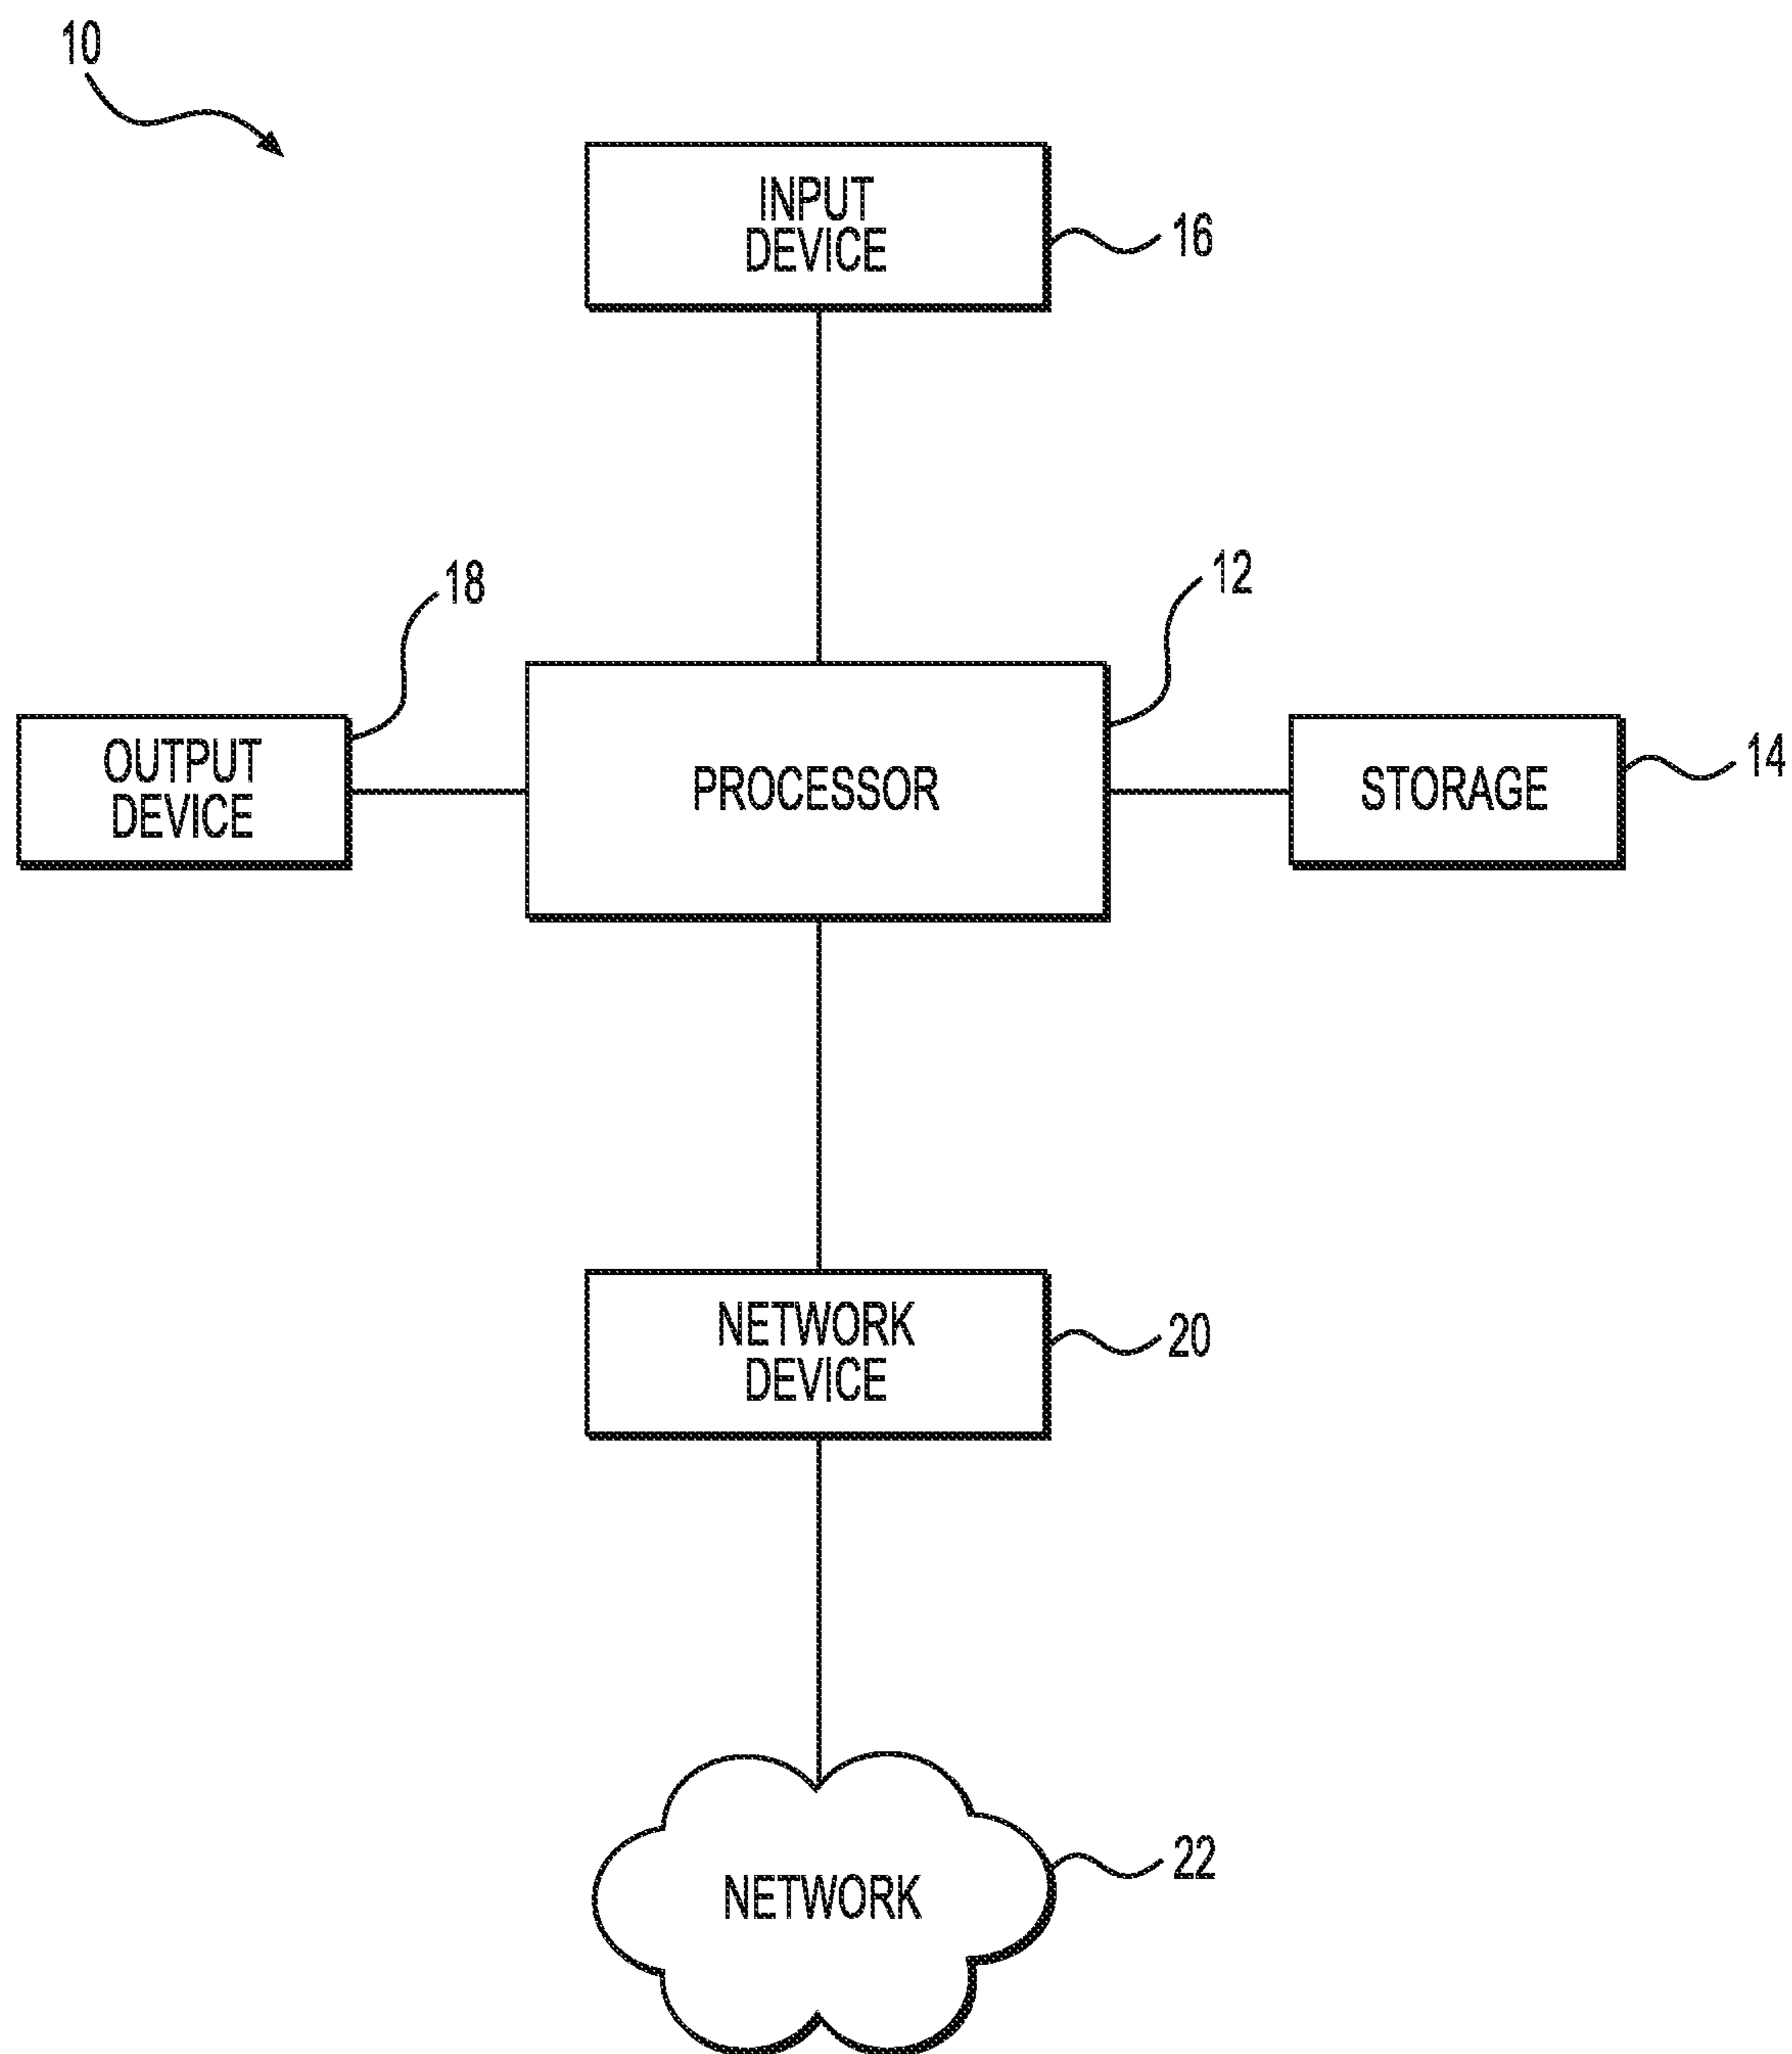 10
INPUT
DEVICE
16
18
12
OUTPUT
DEVICE
PROCESSOR
STORAGE
14
NETWORK
DEVICE
20
NETWORK
22